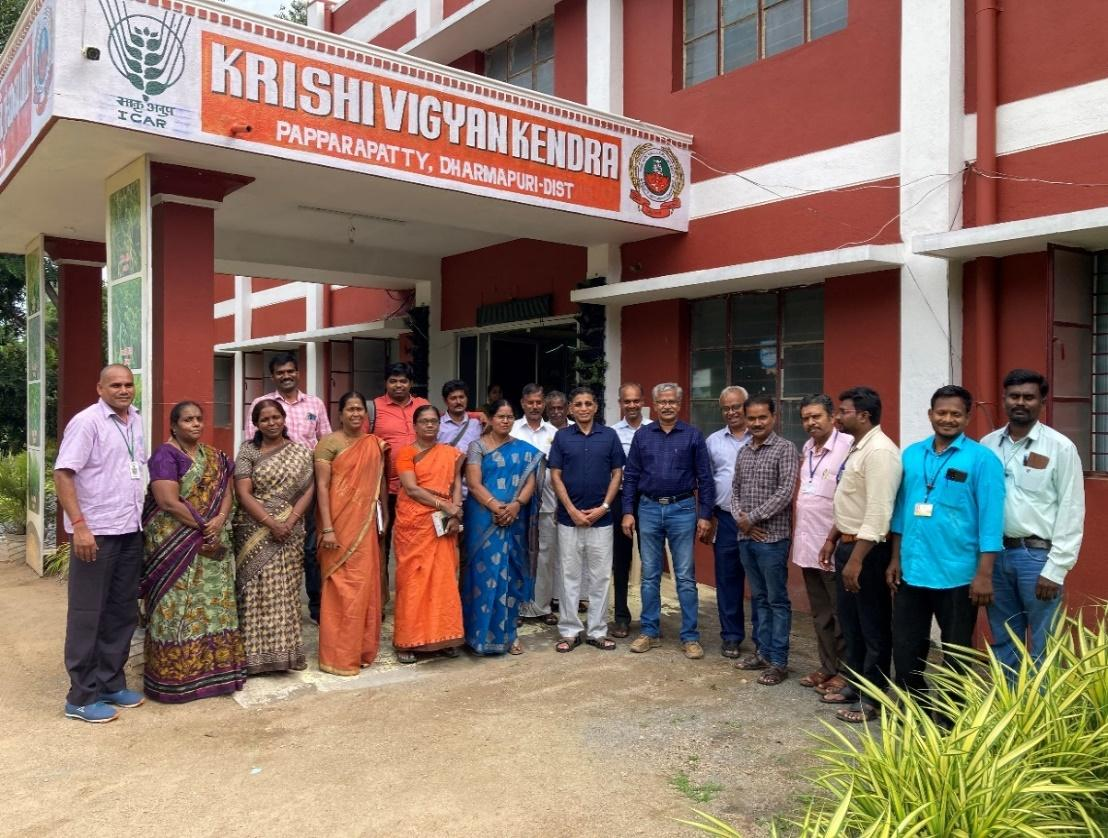 ICAR
KRISHI VIGYAN KENDRA
PAPPARAPATTY, DHARMAPURI-DIST